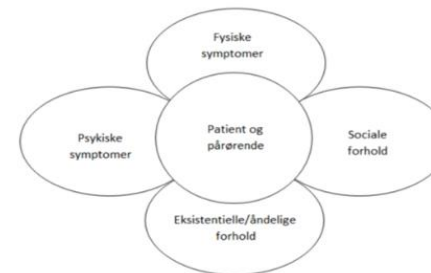 Fysiske
symptomer
Psykiske
symptomer
Patient og
pårørende
Sociale
forhold
Eksistentielle/åndelige
forhold